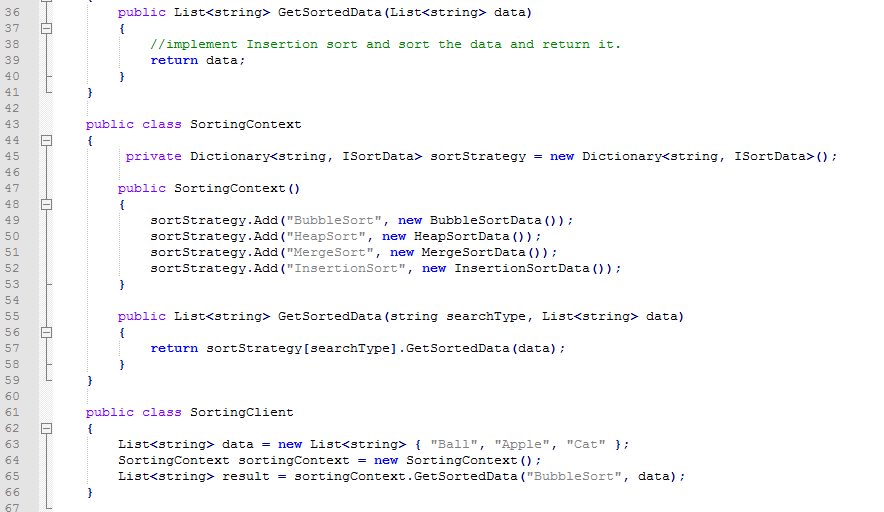 36 public List<string> GetSortedData(List<string> data)
37 {
38 //implement Insertion sort and sort the data and return it.
39 return data;
40 }
41 }
42
43 public class SortingContext
44 {
45 private Dictionary<string, ISortData> sortStrategy = new Dictionary<string, ISortData>();
46
47 public SortingContext()
48 {
49 sortStrategy.Add("BubbleSort", new BubbleSortData());
50 sortStrategy.Add("HeapSort", new HeapSortData());
51 sortStrategy.Add("MergeSort", new MergeSortData());
52 sortStrategy.Add("InsertionSort", new InsertionSortData());
53 }
54
55 public List<string> GetSortedData(string searchType, List<string> data)
56 {
57 return sortStrategy[searchType].GetSortedData(data);
58 }
59 }
60
61 public class SortingClient
62 {
63 List<string> data = new List<string> { "Ball", "Apple", "Cat" };
64 SortingContext sortingContext = new SortingContext();
65 List<string> result = sortingContext.GetSortedData("BubbleSort", data);
66 }
67